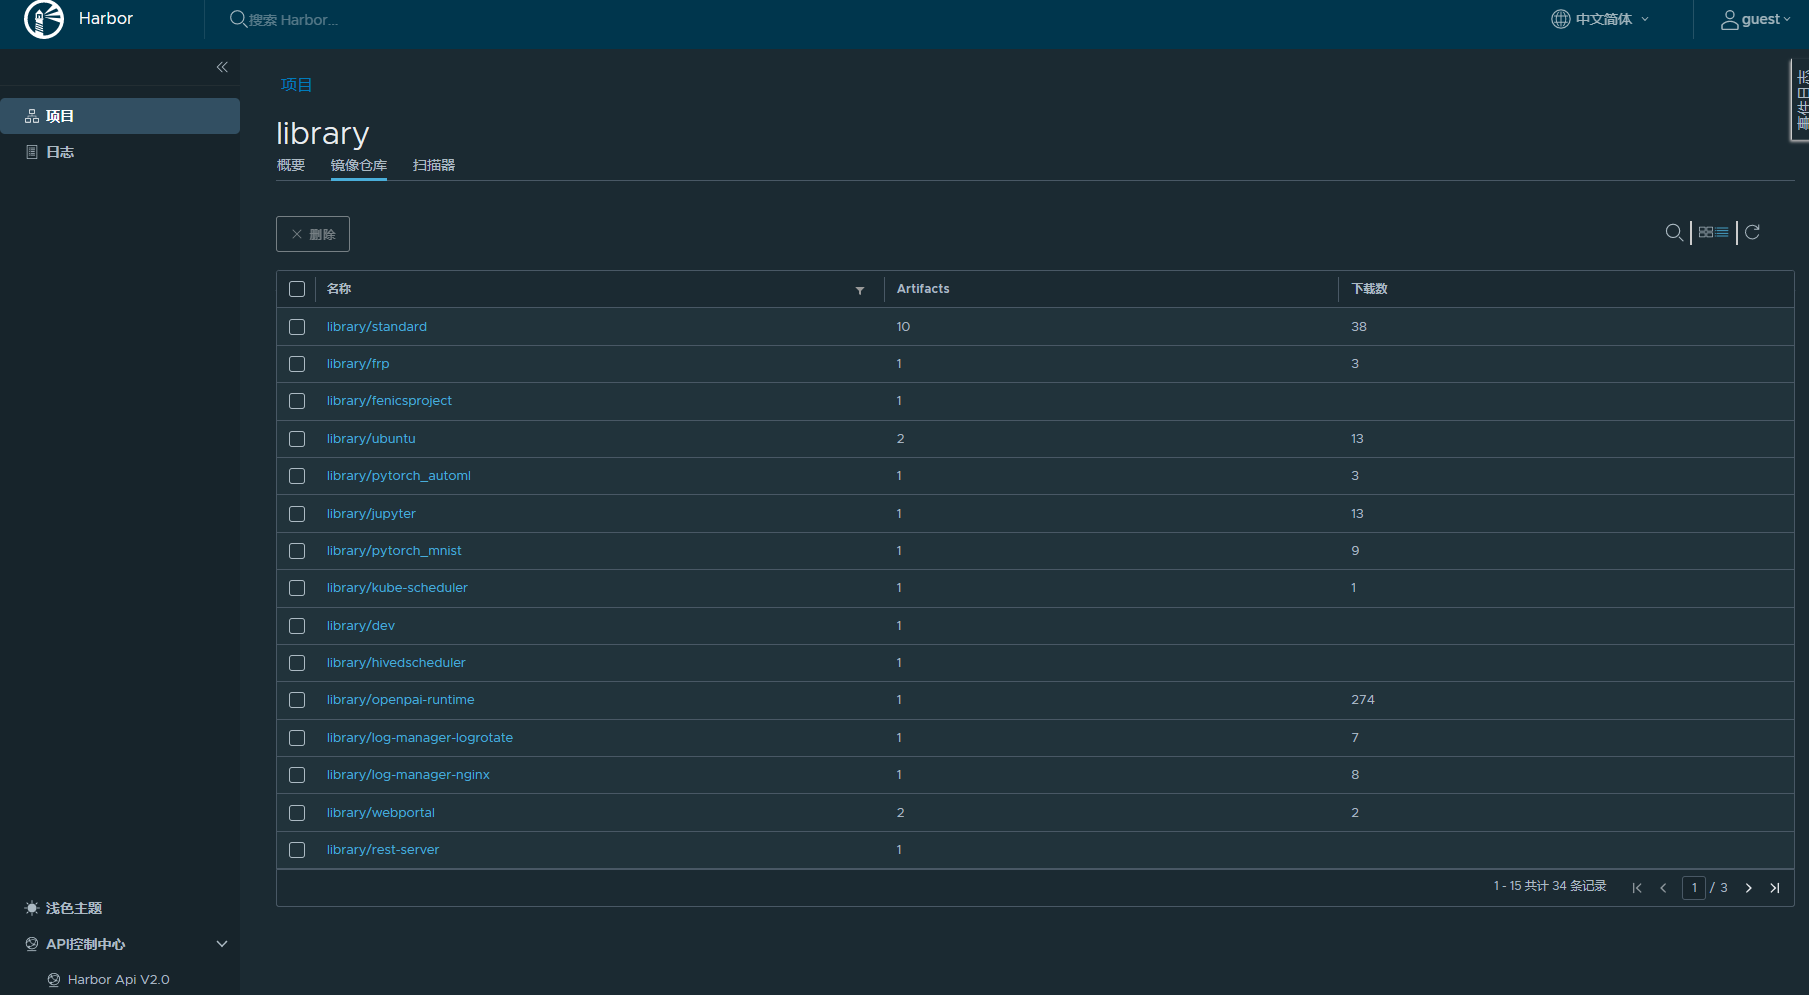 Harbor
搜索 Harbor...
中文简体
guest
事件日志
项目
日志
项目
library
概要 镜像仓库 扫描器
删除
名称 Artifacts 下载数
library/standard 10 38
library/frp 1 3
library/fenicsproject 1
library/ubuntu 2 13
library/pytorch_automl 1 3
library/jupyter 1 13
library/pytorch_mnist 1 9
library/kube-scheduler 1 1
library/dev 1
library/hivedscheduler 1
library/openpai-runtime 1 274
library/log-manager-logrotate 1 7
library/log-manager-nginx 1 8
library/webportal 2 2
library/rest-server 1
1 - 15 共计 34 条记录 1 / 3
浅色主题
API控制中心
Harbor Api V2.0